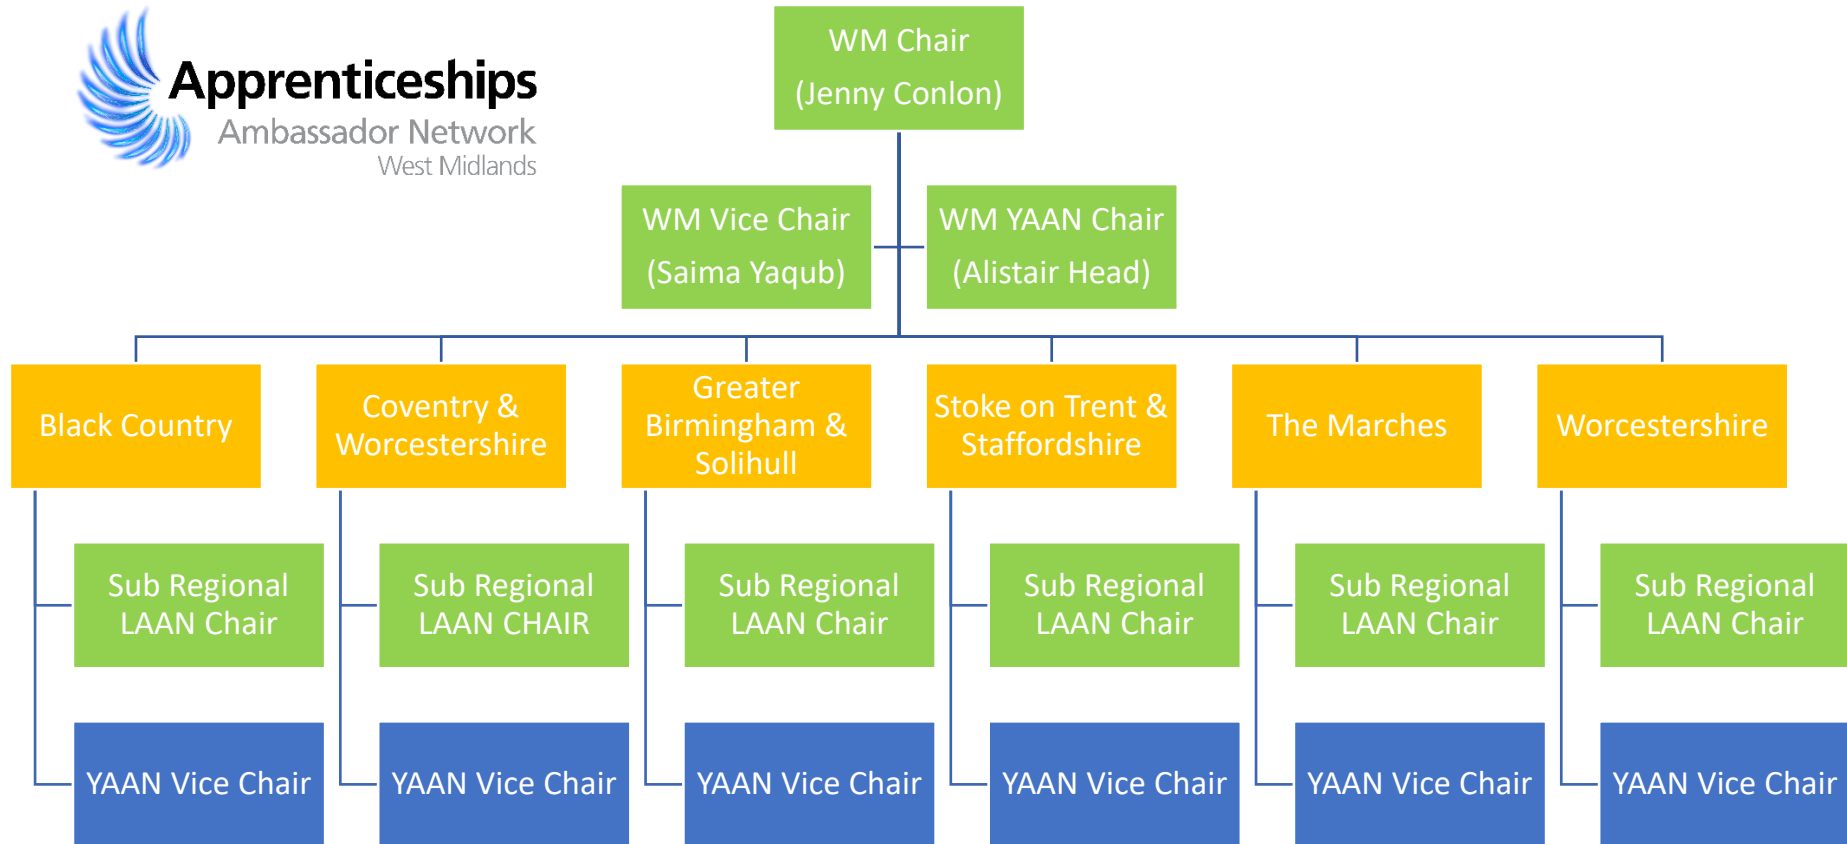 Apprenticeships
Ambassador Network
West Midlands
WM Chair
(Jenny Conlon)
WM Vice Chair
(Saima Yaqub)
WM YAAN Chair
(Alistair Head)
Black Country
Coventry &
Worcestershire
Greater
Birmingham &
Solihull
Stoke on Trent &
Staffordshire
The Marches
Worcestershire
Sub Regional
LAAN Chair
Sub Regional
LAAN CHAIR
Sub Regional
LAAN Chair
Sub Regional
LAAN Chair
Sub Regional
LAAN Chair
Sub Regional
LAAN Chair
YAAN Vice Chair
YAAN Vice Chair
YAAN Vice Chair
YAAN Vice Chair
YAAN Vice Chair
YAAN Vice Chair